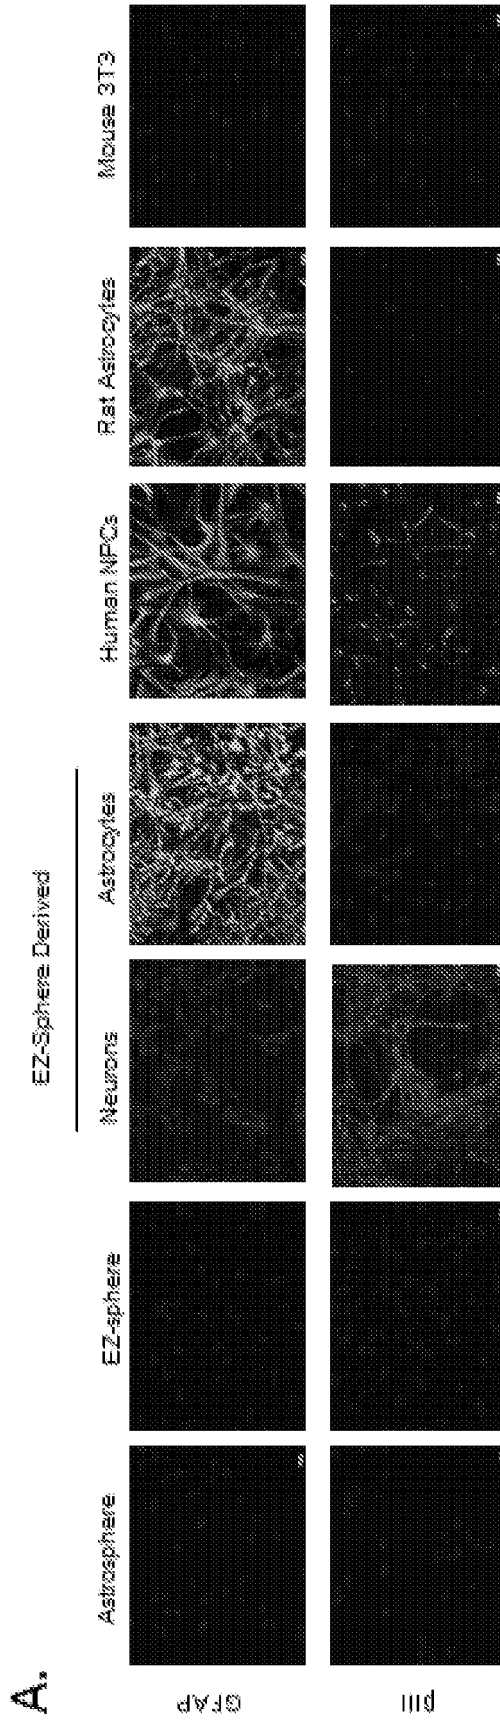 A.
EZ-Sphere Derived
Astrosphere EZ-sphere Neurons Astrocytes Human NPCs Rat Astrocytes Mouse 3T3
GFAP
βIII